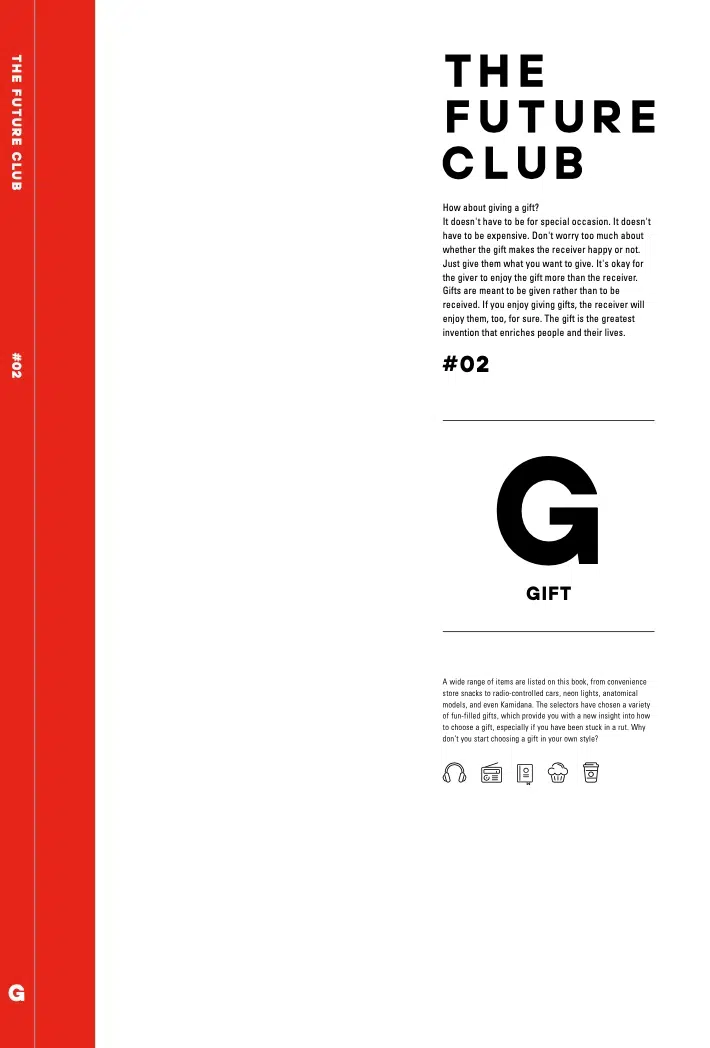 THE FUTURE CLUB
#02
G
THE
FUTURE
CLUB
How about giving a gift?
It doesn't have to be for special occasion. It doesn't
have to be expensive. Don't worry too much about
whether the gift makes the receiver happy or not.
Just give them what you want to give. It's okay for
the giver to enjoy the gift more than the receiver.
Gifts are meant to be given rather than to be
received. If you enjoy giving gifts, the receiver will
enjoy them, too, for sure. The gift is the greatest
invention that enriches people and their lives.
#02
G
GIFT
A wide range of items are listed on this book, from convenience
store snacks to radio-controlled cars, neon lights, anatomical
models, and even Kamidana. The selectors have chosen a variety
of fun-filled gifts, which provide you with a new insight into how
to choose a gift, especially if you have been stuck in a rut. Why
don't you start choosing a gift in your own style?